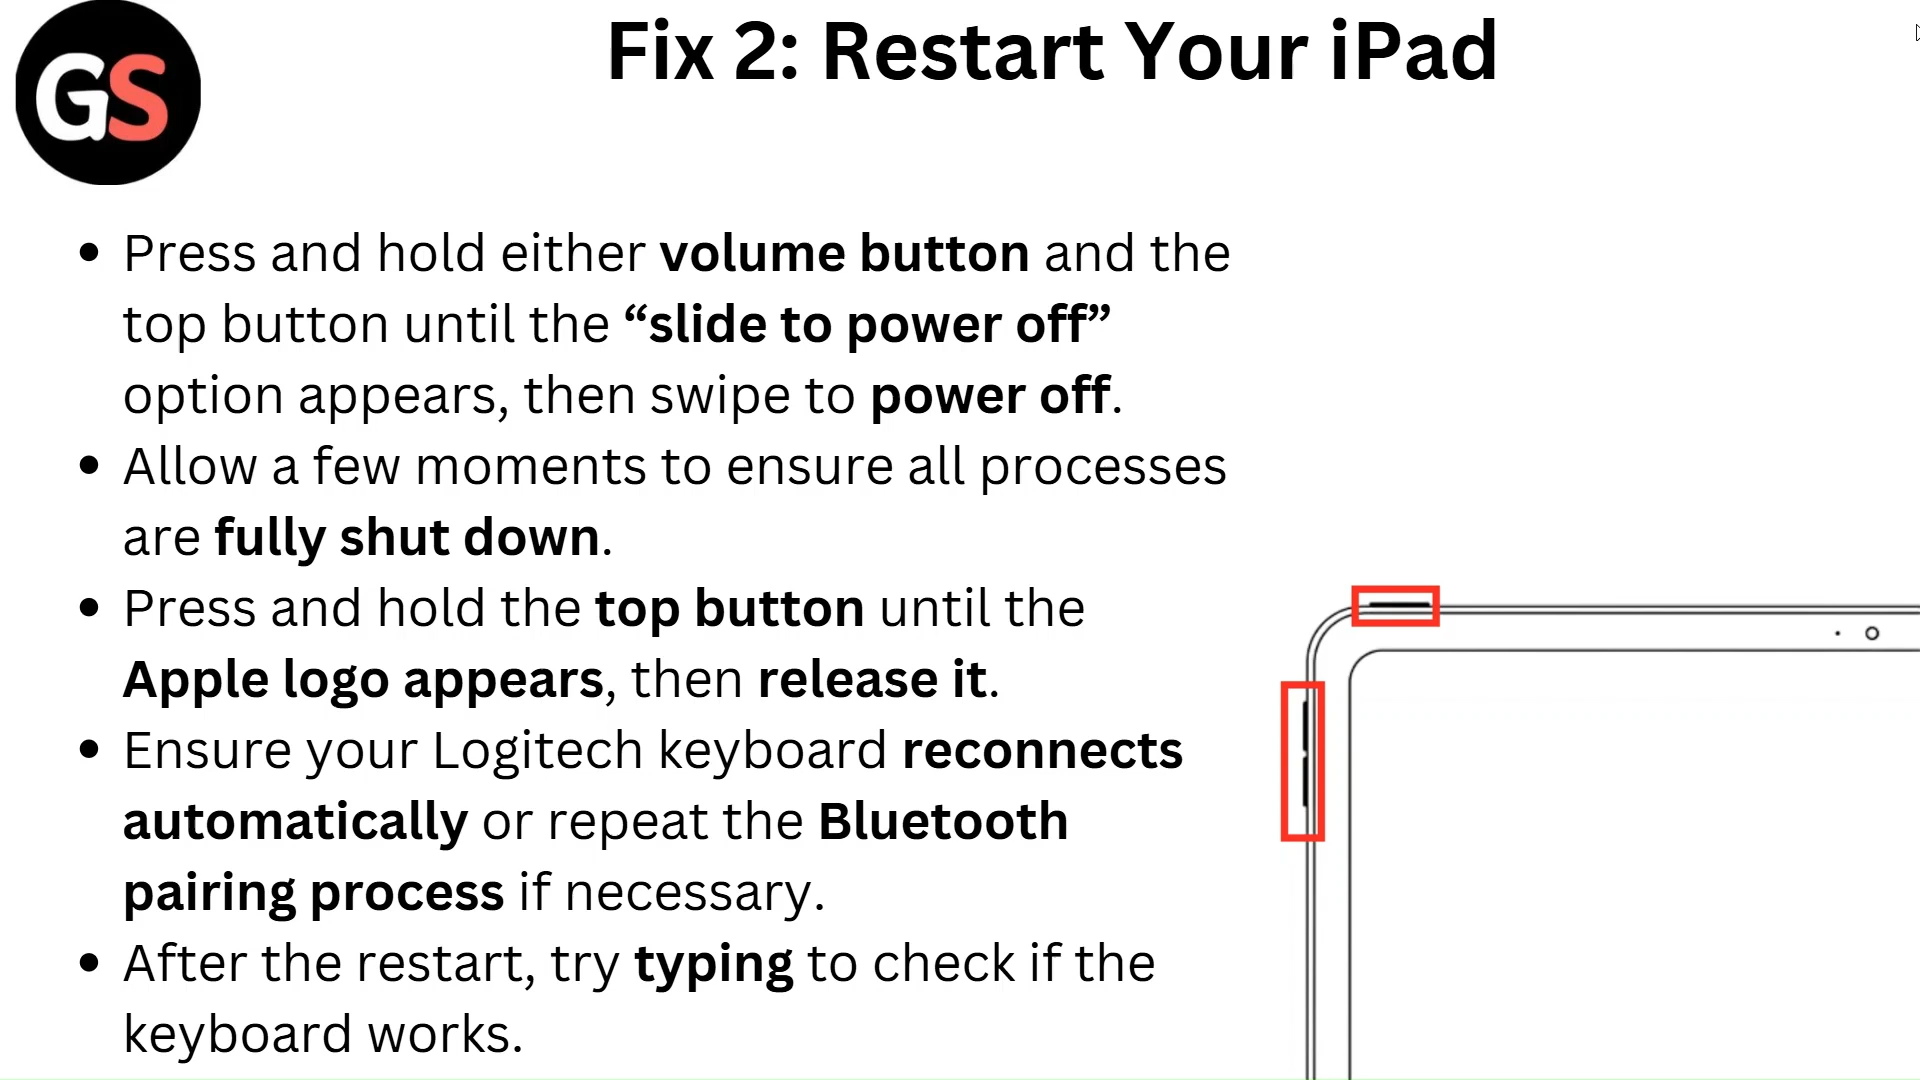 GS
Fix 2: Restart Your iPad
• Press and hold either volume button and the
top button until the “slide to power off”
option appears, then swipe to power off.
• Allow a few moments to ensure all processes
are fully shut down.
• Press and hold the top button until the
Apple logo appears, then release it.
• Ensure your Logitech keyboard reconnects
automatically or repeat the Bluetooth
pairing process if necessary.
• After the restart, try typing to check if the
keyboard works.